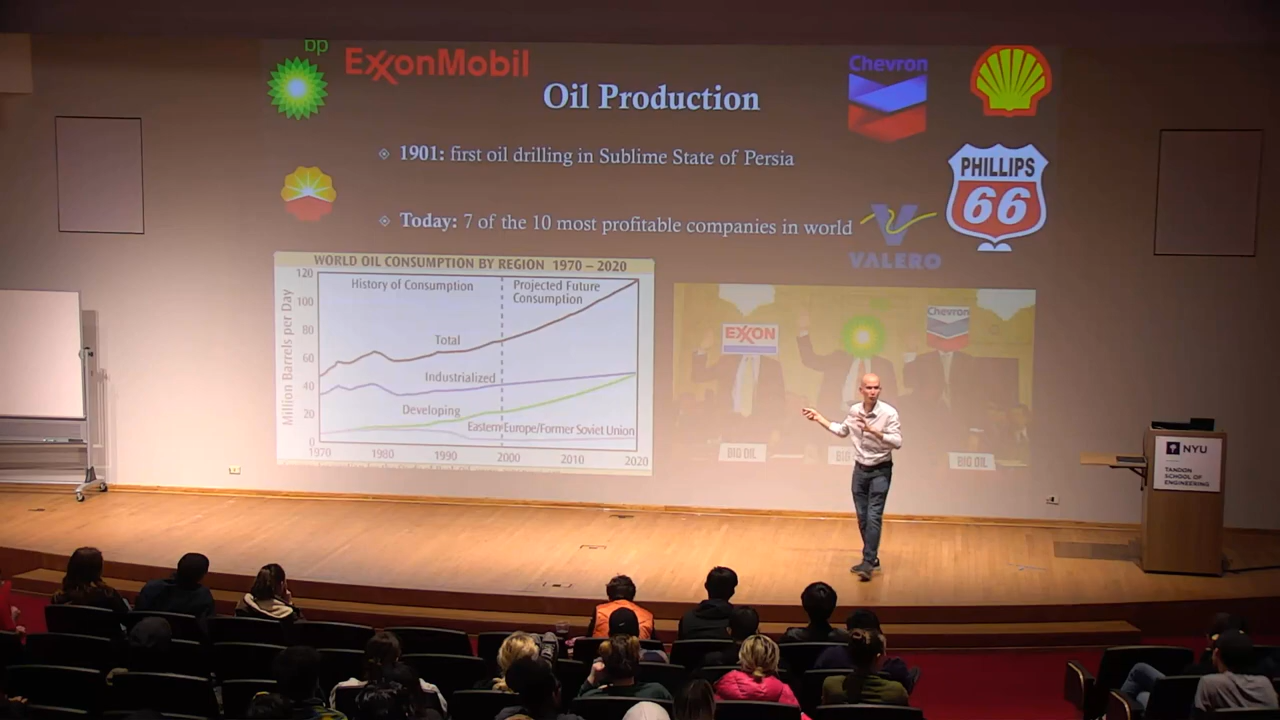 bp
ExxonMobil
Chevron
Oil Production
1901: first oil drilling in Sublime State of Persia
PHILLIPS
66
Today: 7 of the 10 most profitable companies in world
VALERO
WORLD OIL CONSUMPTION BY REGION 1970 – 2020
Million Barrels per Day
120
100
80
60
40
20
0
History of Consumption
Projected Future
Consumption
Total
Industrialized
Developing
Eastern Europe/Former Soviet Union
1970
1980
1990
2000
2010
2020
EXXON
Chevron
BIG OIL
BIG
BIG OIL
NYU
TANDON
SCHOOL OF
ENGINEERING